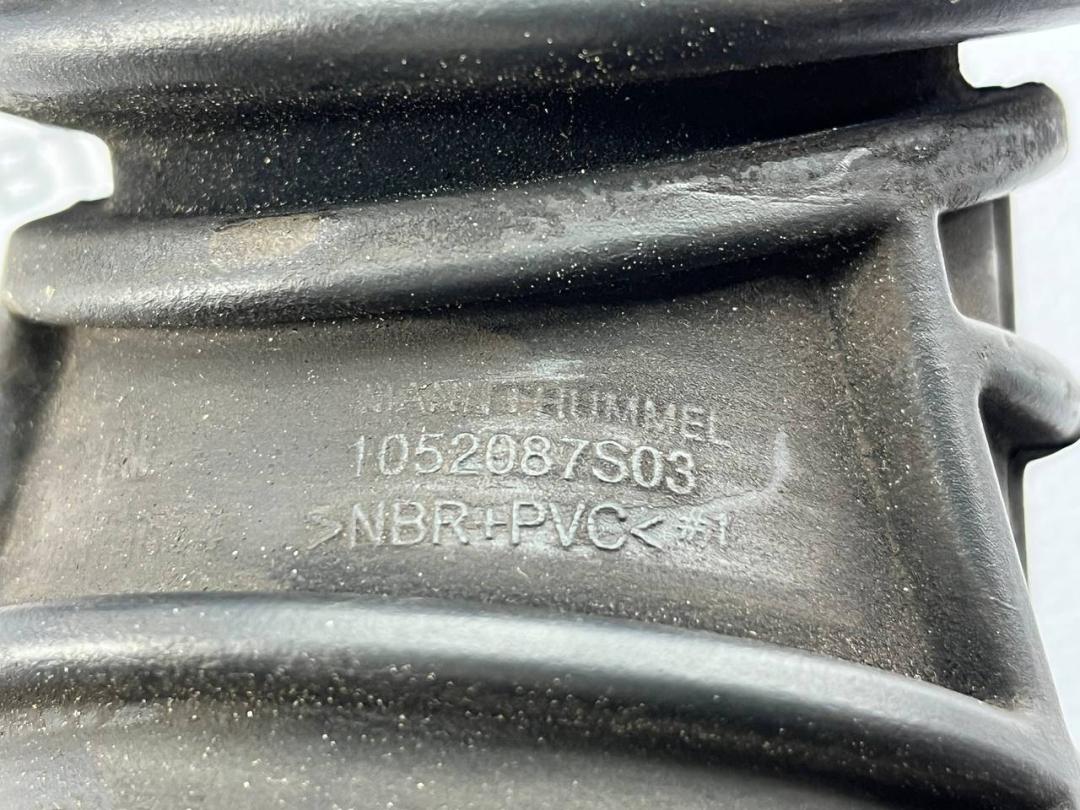 MANN+HUMMEL
1052087S03
>NBR+PVC< #1